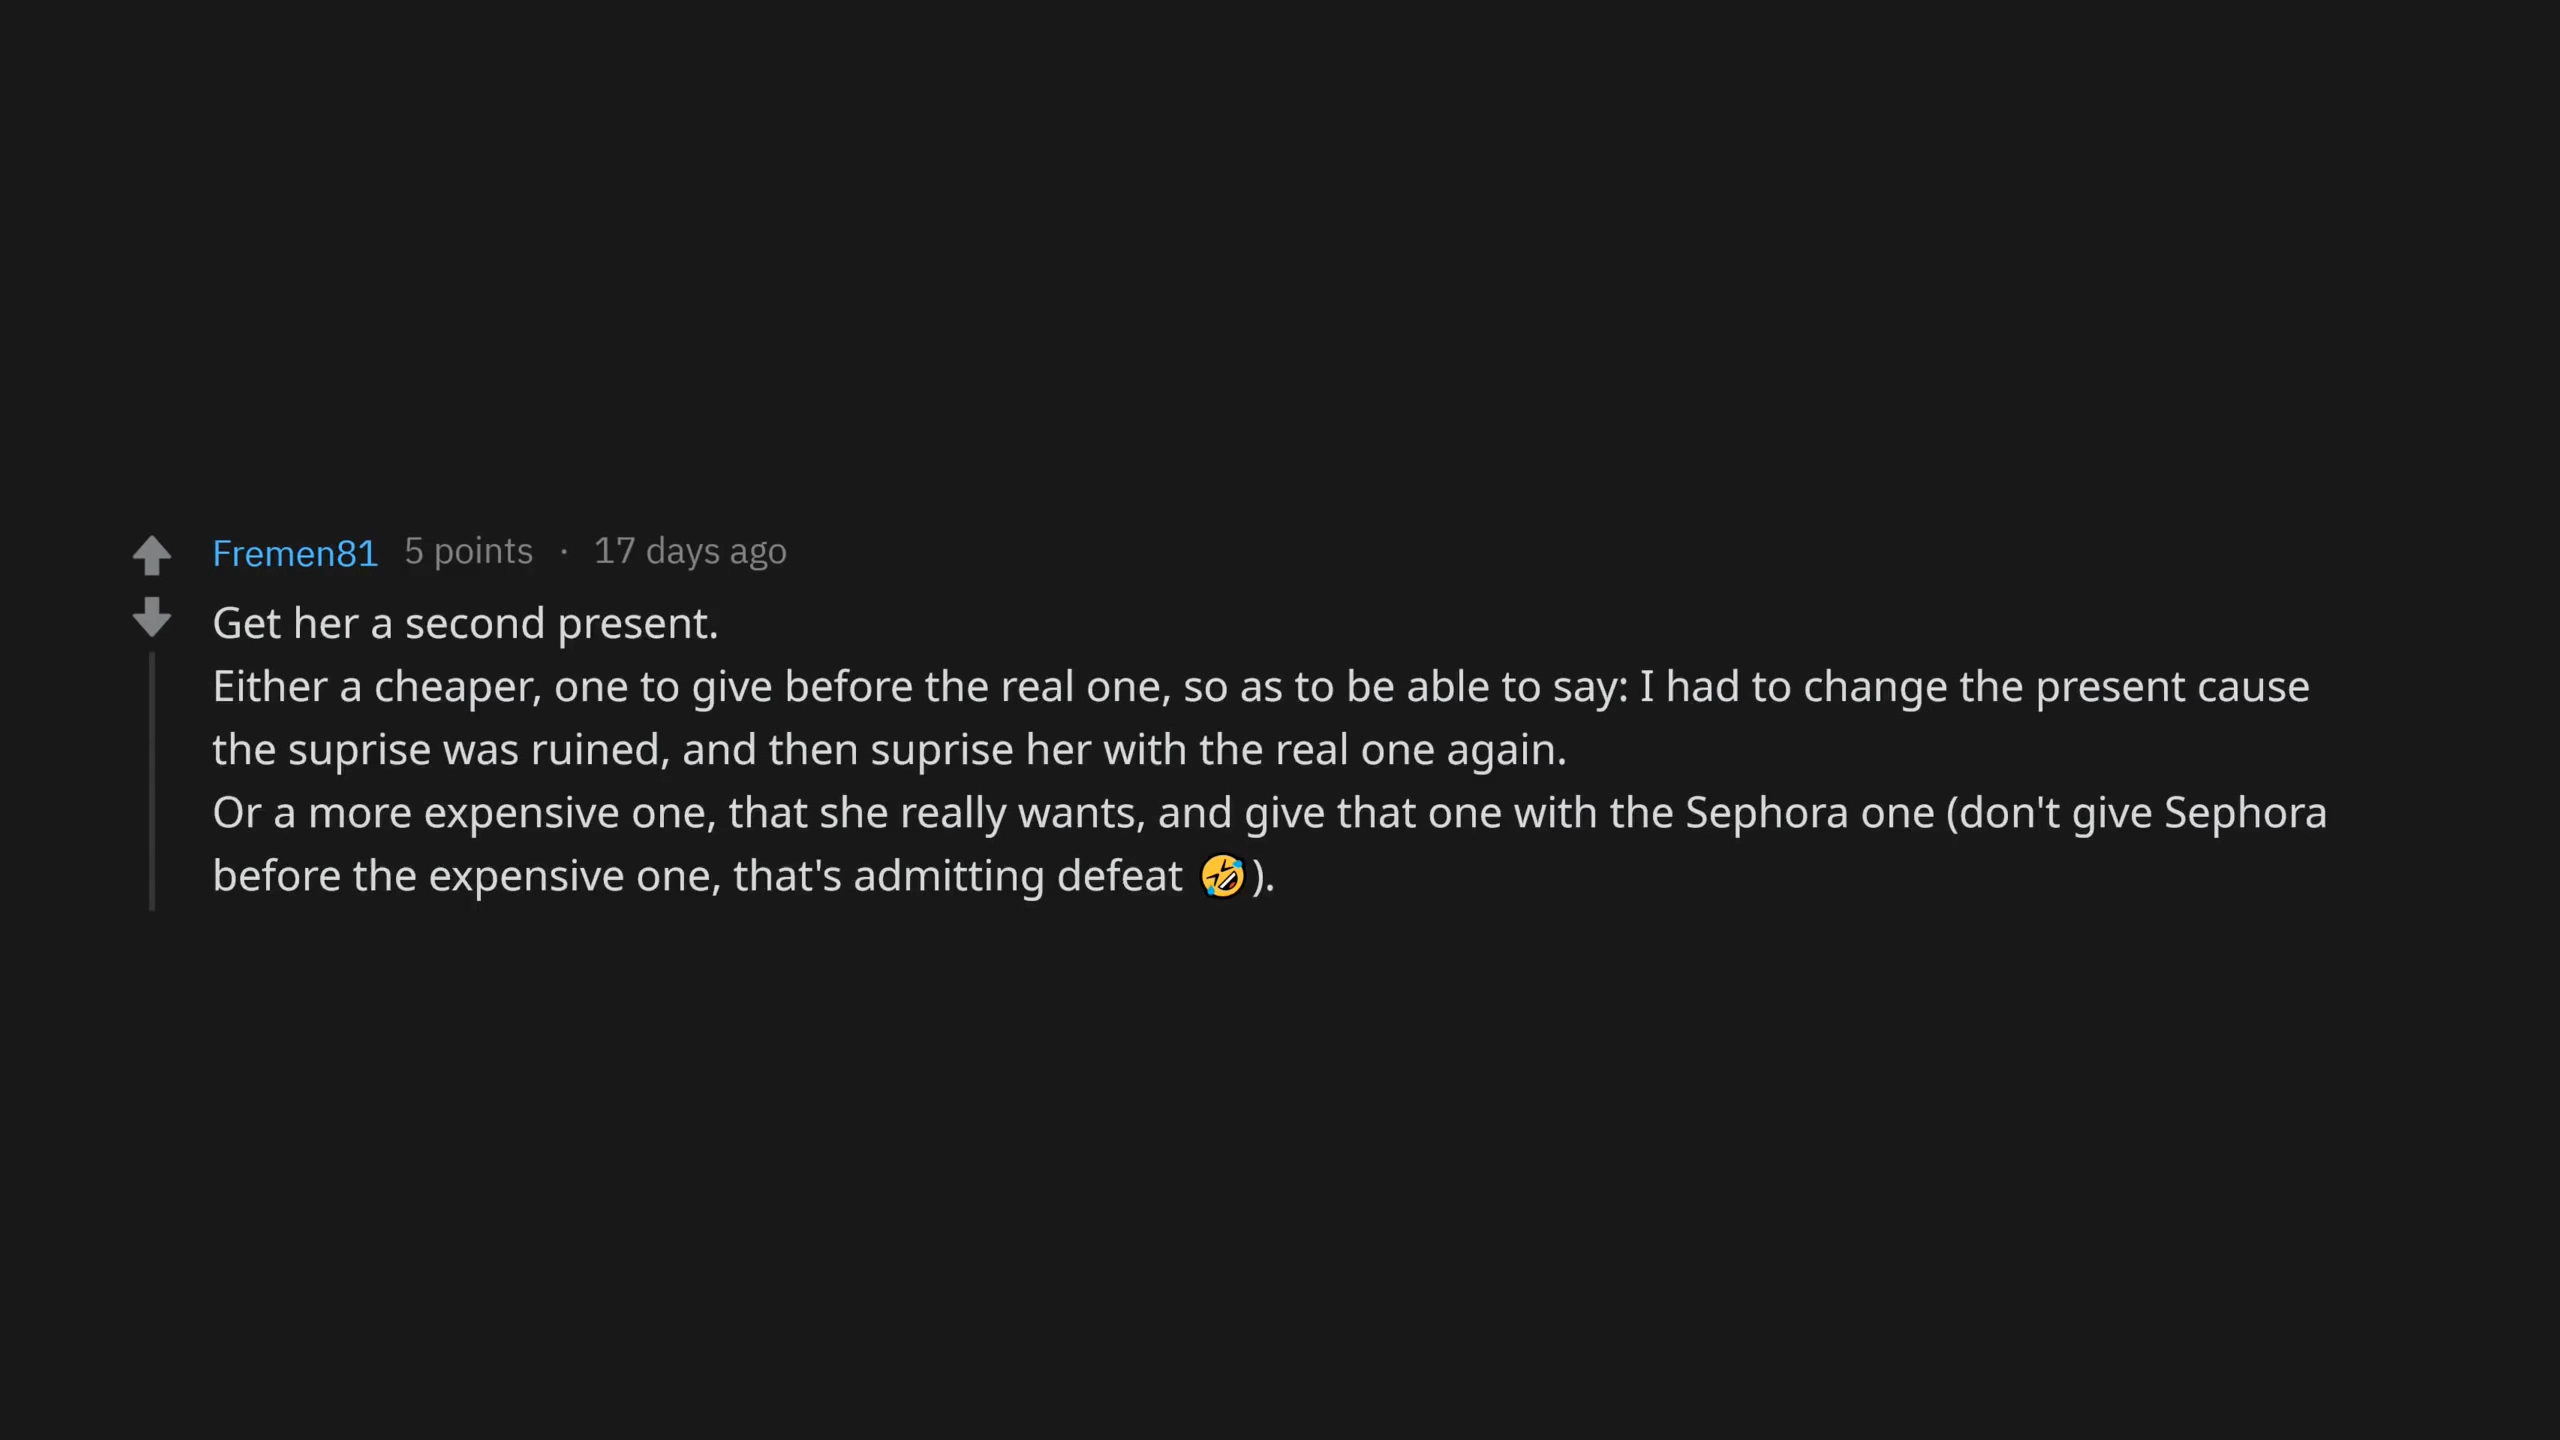 Fremen81 5 points · 17 days ago
Get her a second present.
Either a cheaper, one to give before the real one, so as to be able to say: I had to change the present cause
the suprise was ruined, and then suprise her with the real one again.
Or a more expensive one, that she really wants, and give that one with the Sephora one (don't give Sephora
before the expensive one, that's admitting defeat 🤣).